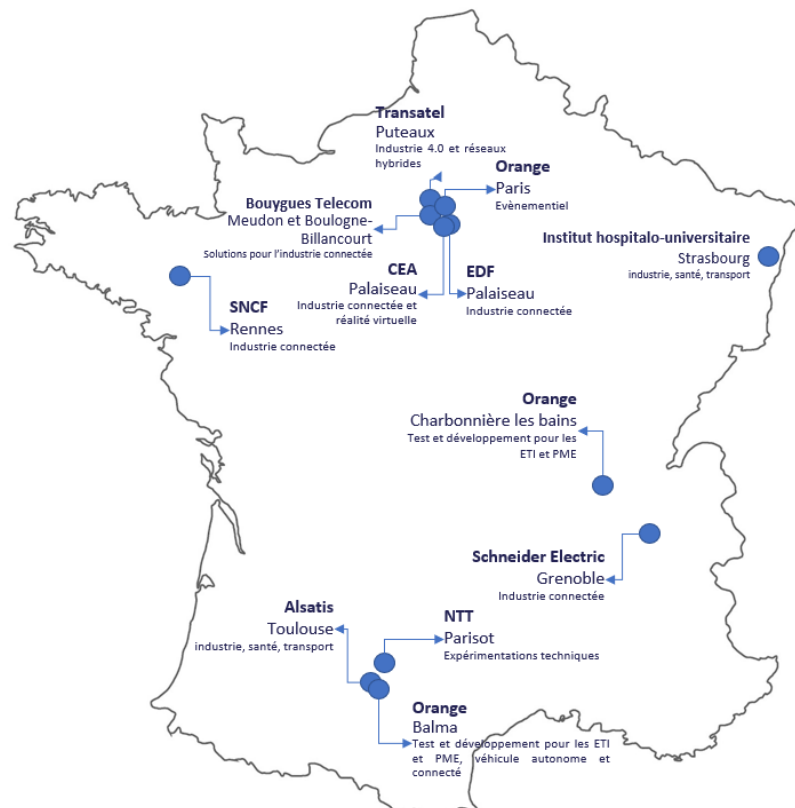 Transatel
Puteaux
Industrie 4.0 et réseaux
hybrides
Orange
Paris
Evènementiel
Bouygues Telecom
Meudon et Boulogne-
Billancourt
Solutions pour l'industrie connectée
Institut hospitalo-universitaire
Strasbourg
industrie, santé, transport
CEA
Palaiseau
Industrie connectée et
réalité virtuelle
EDF
Palaiseau
Industrie connectée
SNCF
Rennes
Industrie connectée
Orange
Charbonnière les bains
Test et développement pour les
ETI et PME
Schneider Electric
Grenoble
Industrie connectée
Alsatis
Toulouse
industrie, santé, transport
NTT
Parisot
Expérimentations techniques
Orange
Balma
Test et développement pour les ETI
et PME, véhicule autonome et
connecté